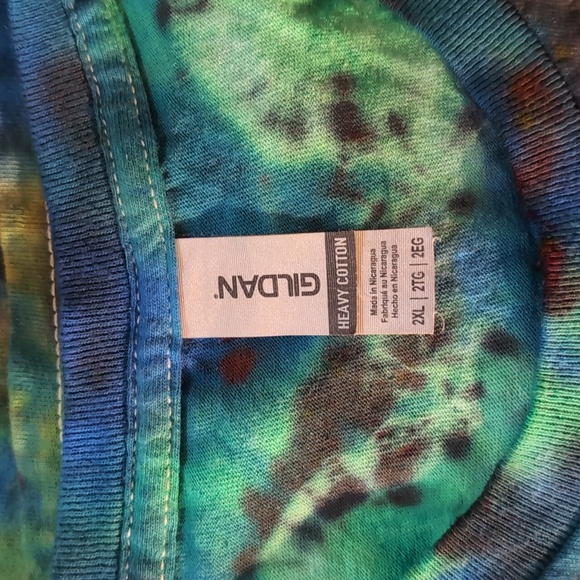 GILDAN®
HEAVY COTTON
Made in Nicaragua
Fabriqué au Nicaragua
Hecho en Nicaragua
2XL | 2TG | 2EG